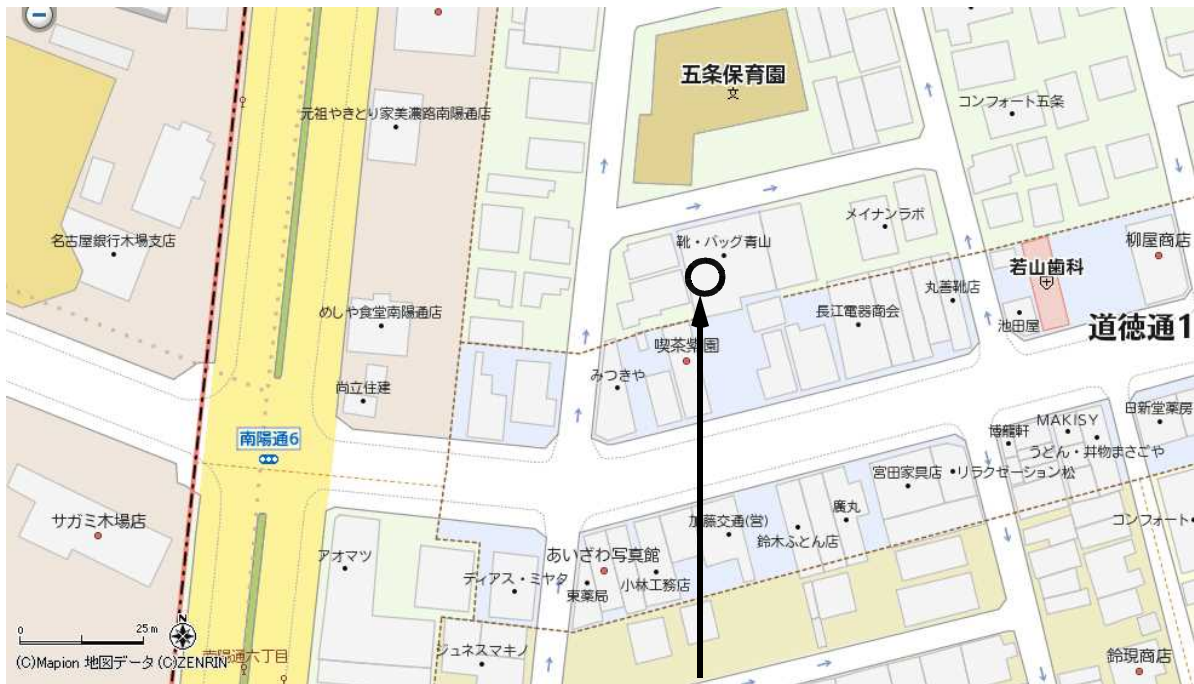 五条保育園
文
コンフォート五条
元祖やきとり家美濃路南陽通店
メイナンラボ
靴・バッグ青山
名古屋銀行木場支店
柳屋商店
若山歯科
丸善靴店
めしや食堂南陽通店
長江電器商会
池田屋
道徳通1
喫茶紫園
みつきや
尚立住建
日新堂薬房
MAKISY
南陽通6
博龍軒
うどん・丼物まさごや
宮田家具店
リラクゼーション松
サガミ木場店
廣丸
加藤交通(営)
コンフォート
鈴木ふとん店
アオマツ
あいざわ写真館
ディアス・ミヤタ
小林工務店
東薬局
0 25m
N
ジュネスマキノ
南陽通六丁目
鈴現商店
(C)Mapion 地図データ(C)ZENRIN